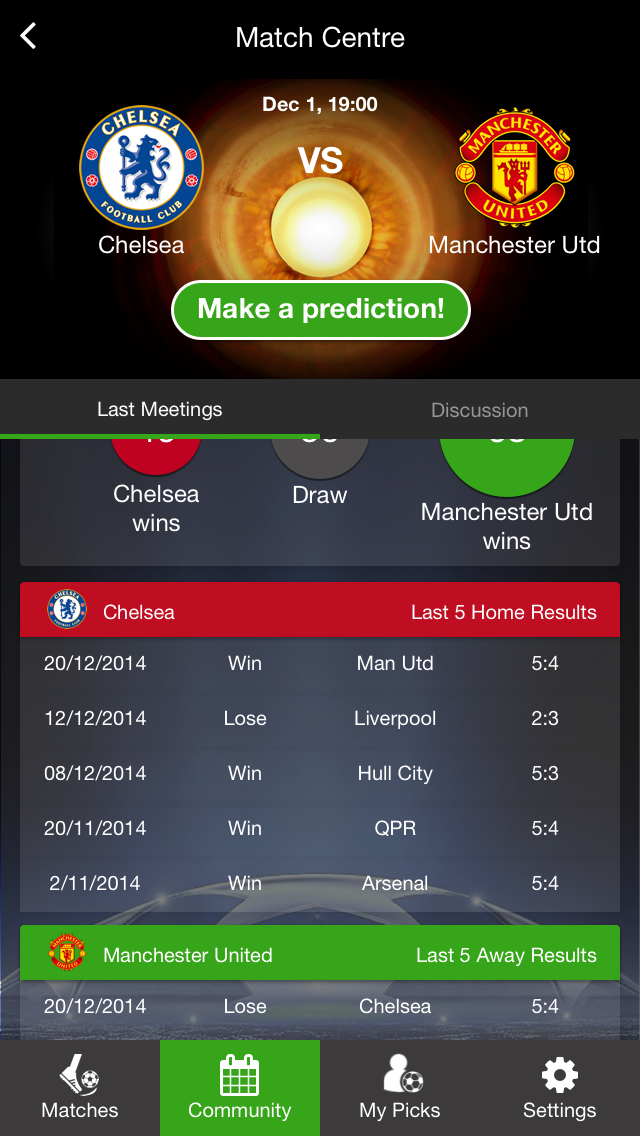 Match Centre
Dec 1, 19:00
CHELSEA
FOOTBALL CLUB
VS
MANCHESTER
UNITED
Chelsea
Manchester Utd
Make a prediction!
Last Meetings
Discussion
Chelsea
wins
Draw
Manchester Utd
wins
Chelsea Last 5 Home Results
20/12/2014 Win Man Utd 5:4
12/12/2014 Lose Liverpool 2:3
08/12/2014 Win Hull City 5:3
20/11/2014 Win QPR 5:4
2/11/2014 Win Arsenal 5:4
Manchester United Last 5 Away Results
20/12/2014 Lose Chelsea 5:4
Matches Community My Picks Settings